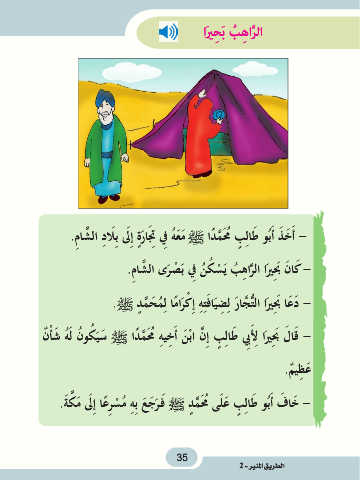 الرَّاهِبُ بَحِيرَا
– أَخَذَ أَبُو طَالِبٍ مُحَمَّدًا ﷺ مَعَهُ فِي تِجَارَةٍ إِلَى بِلَادِ الشَّامِ.
– كَانَ بَحِيرَا الرَّاهِبُ يَسْكُنُ فِي بَصْرَى الشَّامِ.
– دَعَا بَحِيرَا التُّجَّارَ لِضِيَافَتِهِ إِكْرَامًا لِمُحَمَّدٍ ﷺ.
– قَالَ بَحِيرَا لِأَبِي طَالِبٍ إِنَّ ابْنَ أَخِيهِ مُحَمَّدًا ﷺ سَيَكُونُ لَهُ شَأْنٌ
عَظِيمٌ.
– خَافَ أَبُو طَالِبٍ عَلَى مُحَمَّدٍ ﷺ فَرَجَعَ بِهِ مُسْرِعًا إِلَى مَكَّةَ.
35
الطريق المنير - 2